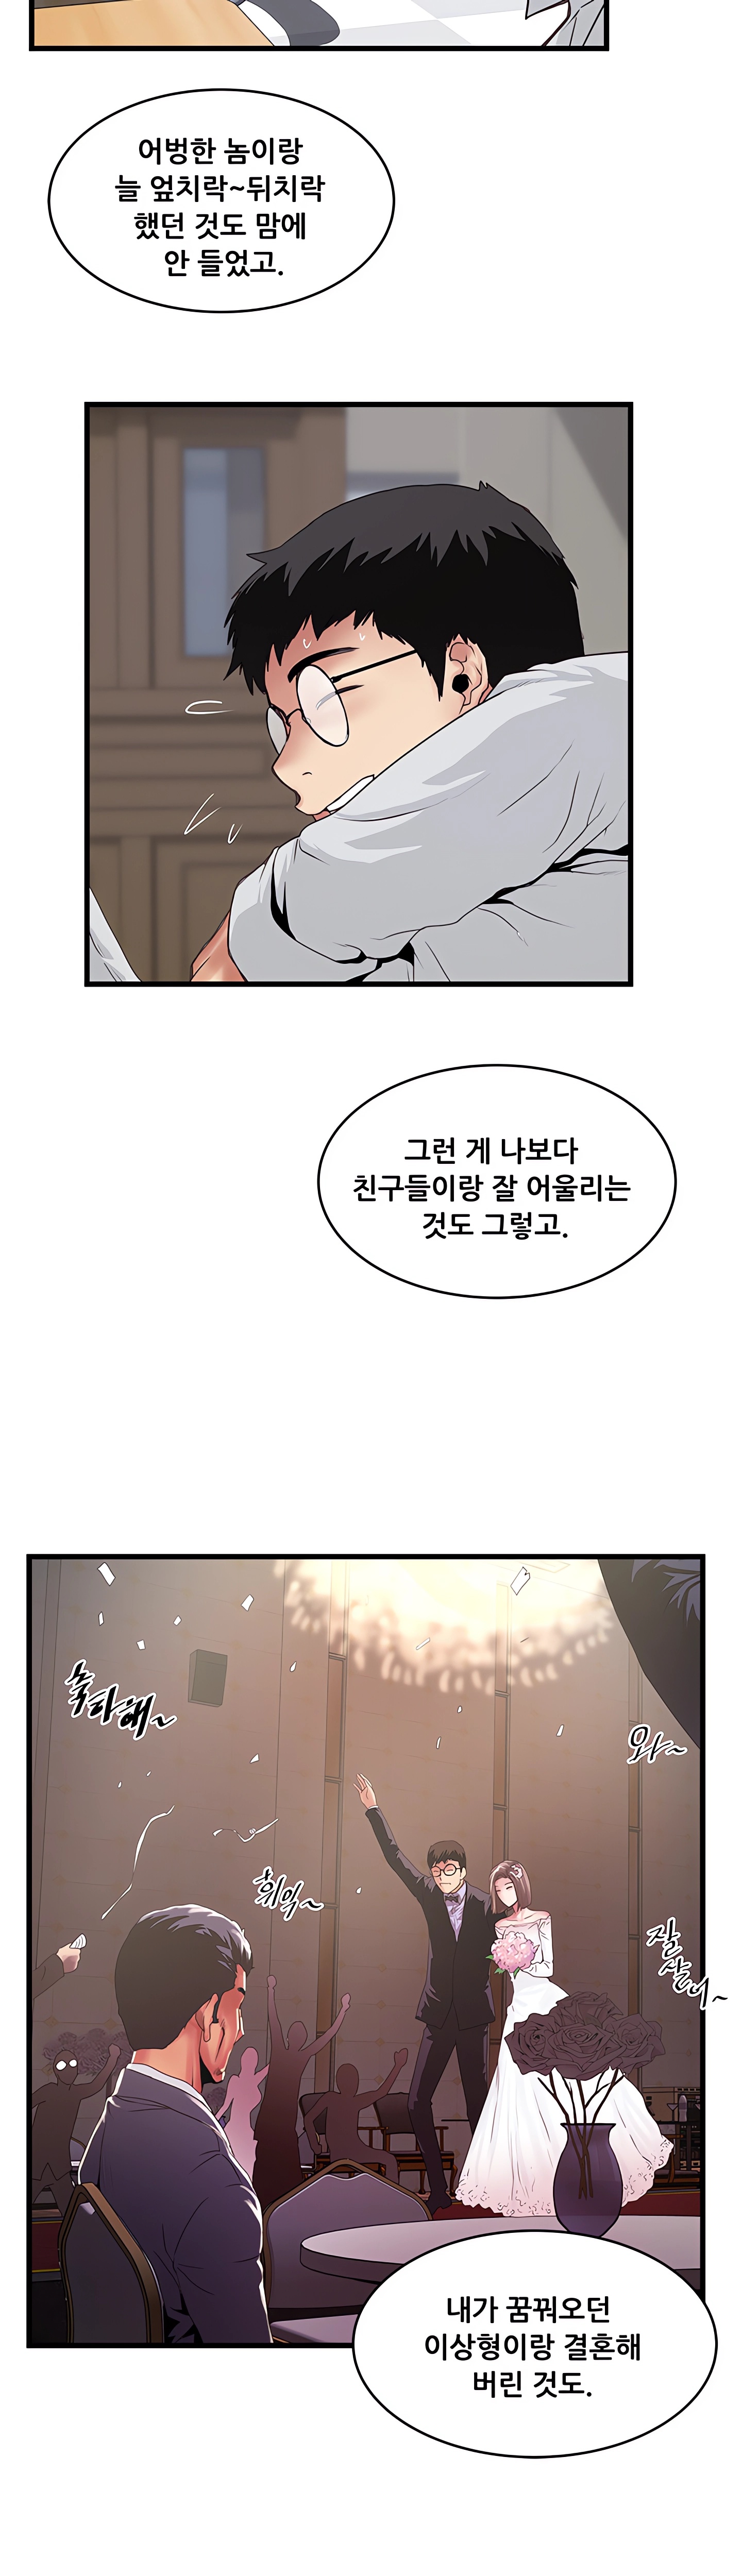 어벙한 놈이랑
늘 엎치락~뒤치락
했던 것도 맘에
안 들었고.
그런 게 나보다
친구들이랑 잘 어울리는
것도 그렇고.
축하해~
와~
휘익~
잘
살아~
내가 꿈꿔오던
이상형이랑 결혼해
버린 것도.